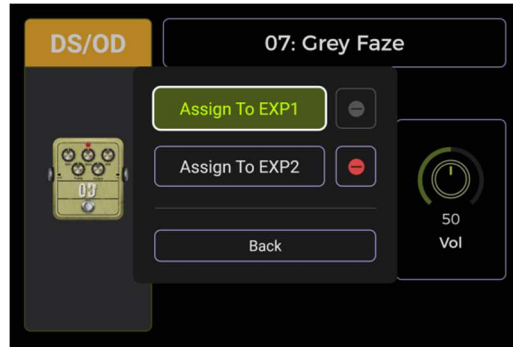 DS/OD
07: Grey Faze
Assign To EXP1
Assign To EXP2
Back
50
Vol